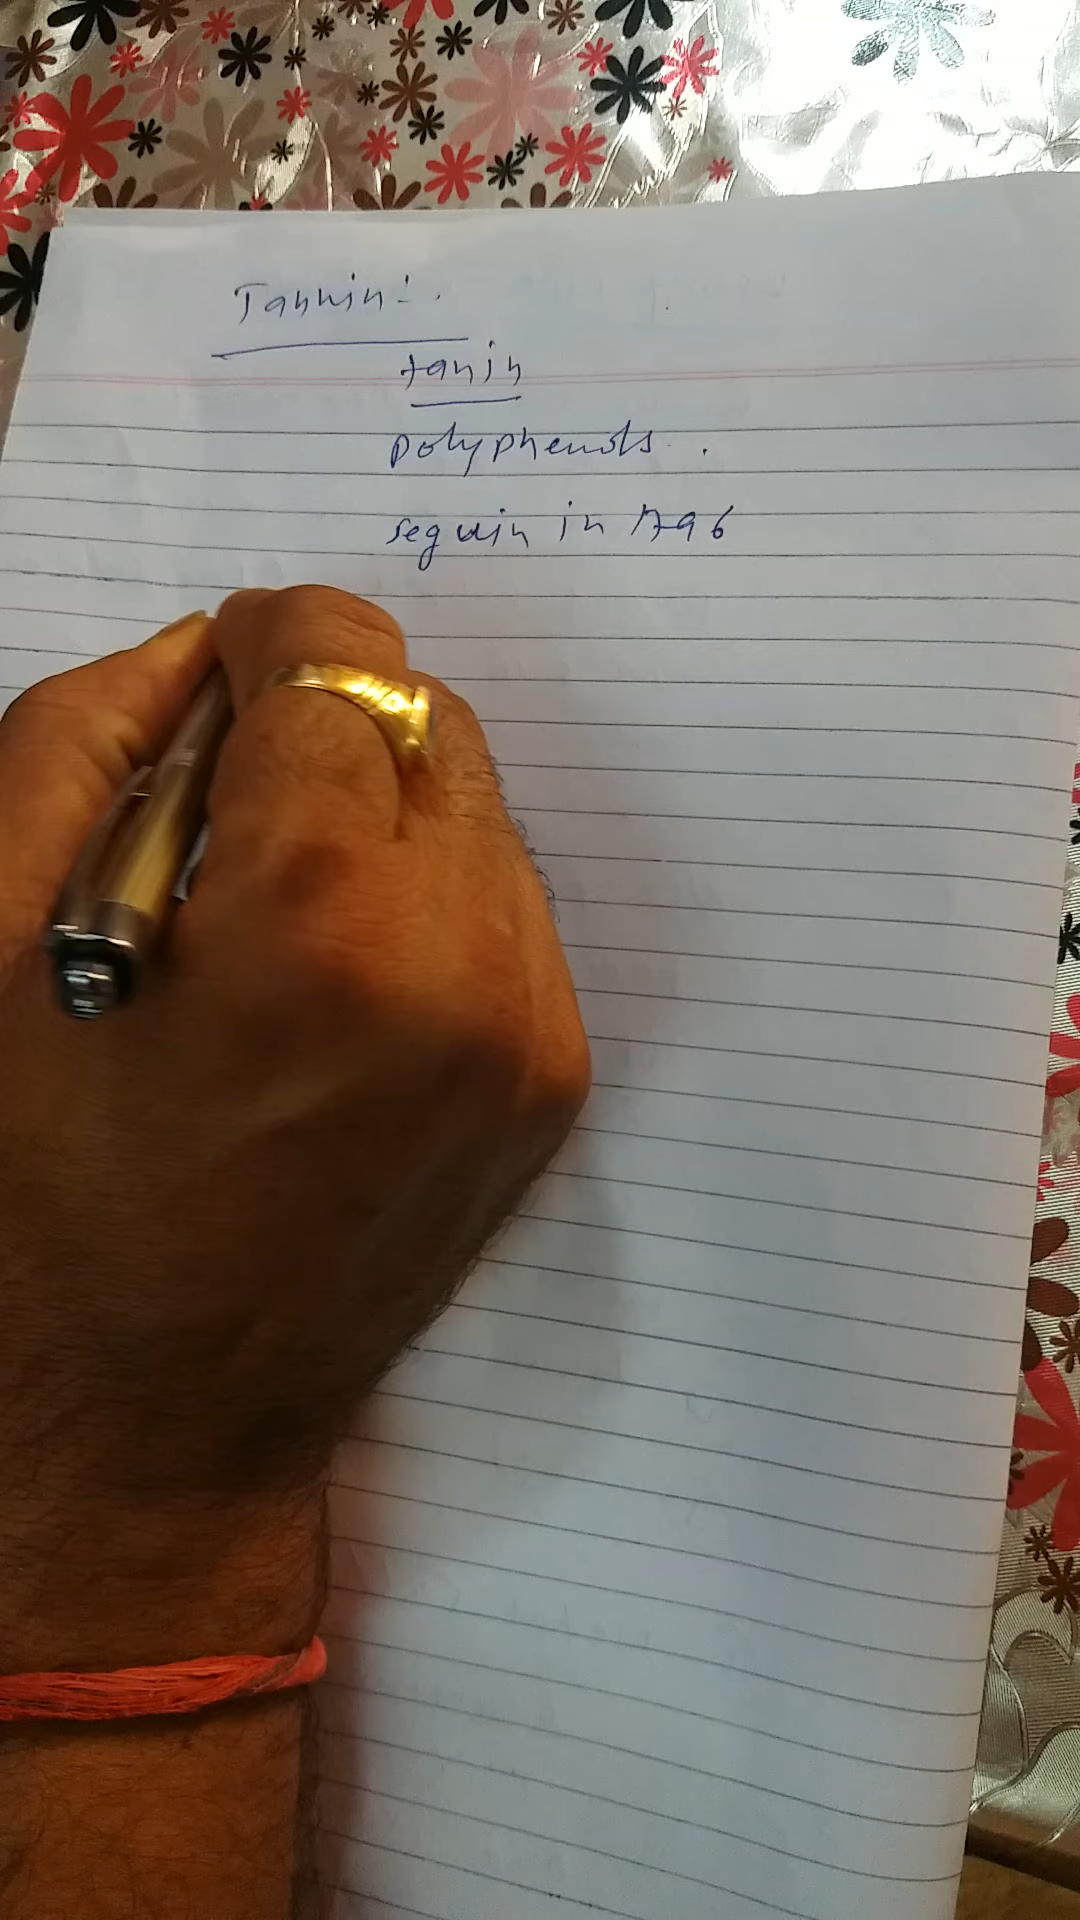 Tannin :- .
tanin
polyphenols .
seguin in 1796